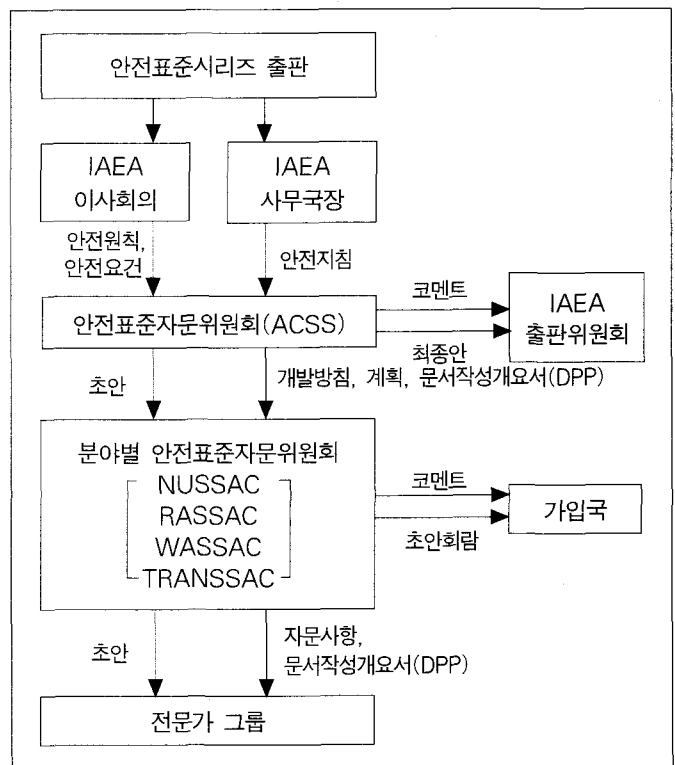 안전표준시리즈 출판
IAEA
이사회의
IAEA
사무국장
안전원칙,
안전요건
안전지침
안전표준자문위원회(ACSS)
코멘트
최종안
IAEA
출판위원회
초안
개발방침, 계획, 문서작성개요서(DPP)
분야별 안전표준자문위원회
NUSSAC
RASSAC
WASSAC
TRANSSAC
코멘트
초안회람
가입국
초안
자문사항,
문서작성개요서(DPP)
전문가 그룹